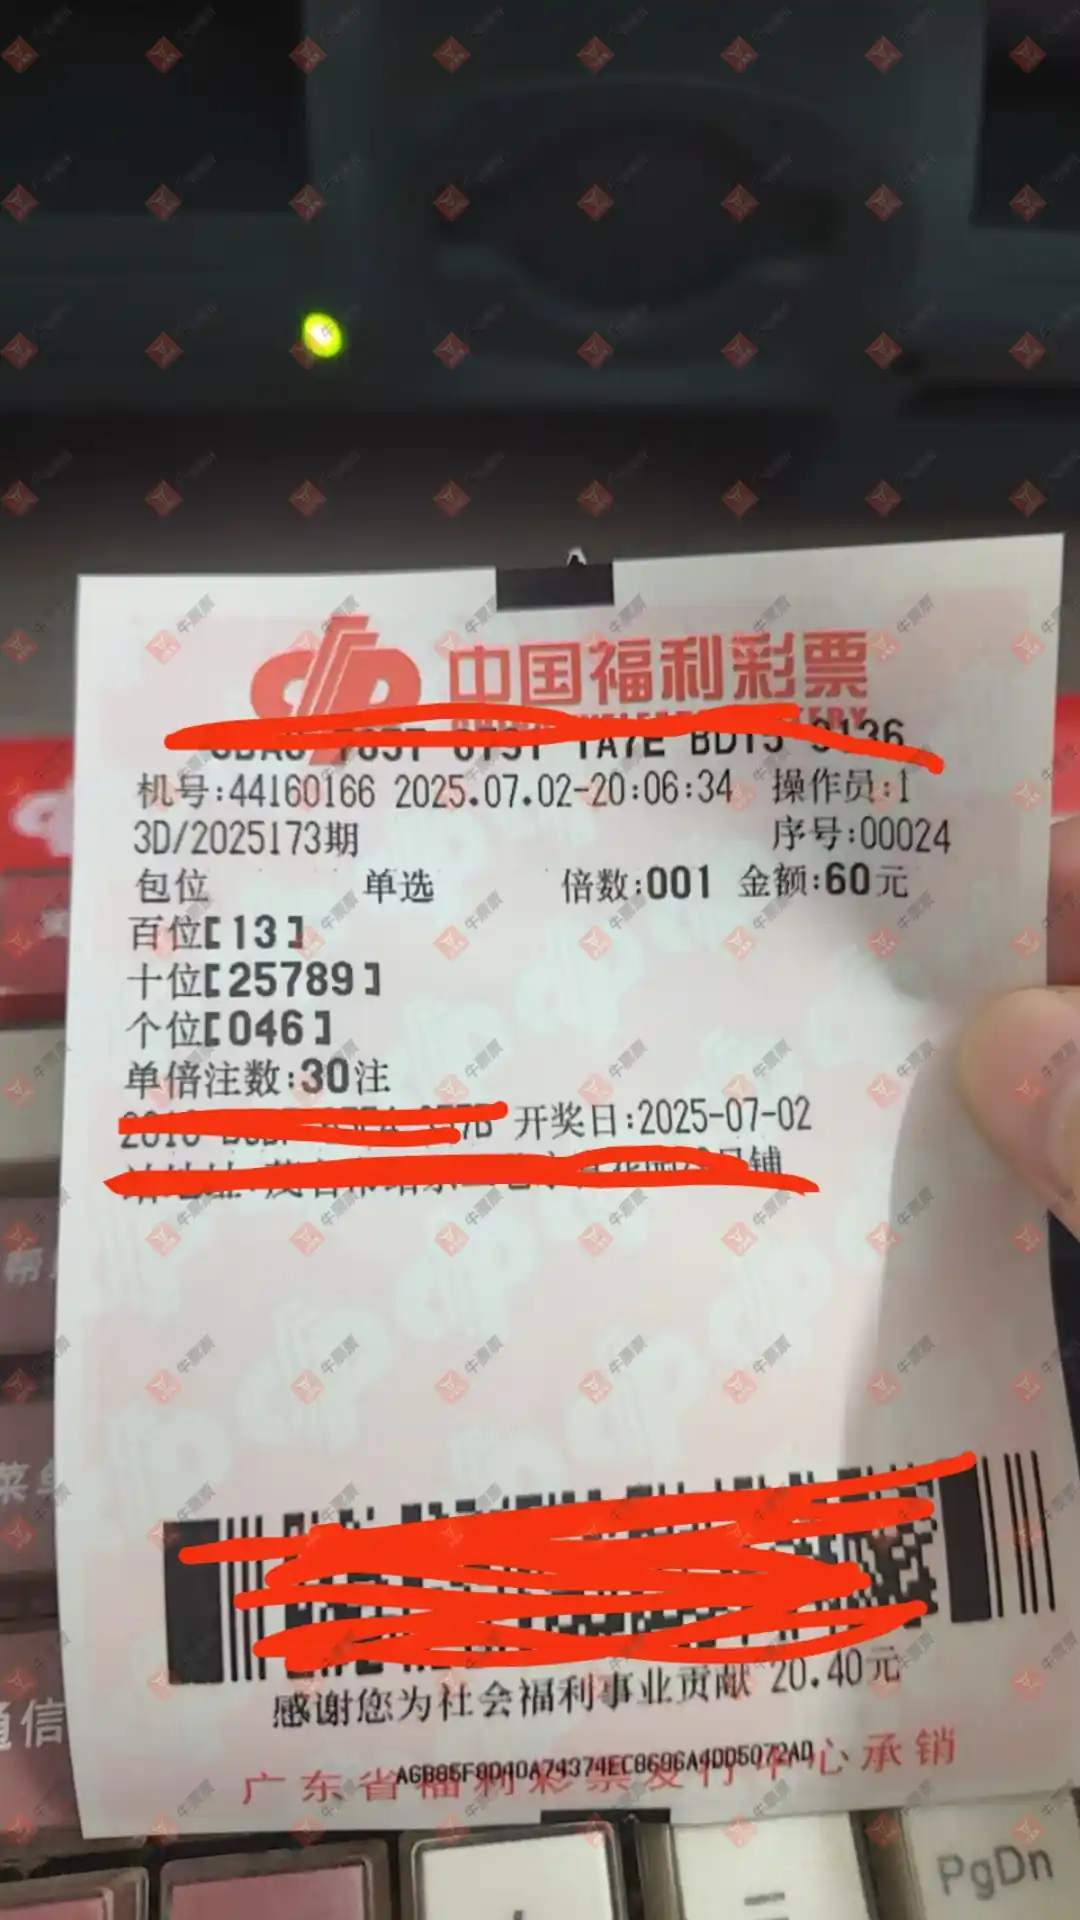 中国福利彩票
机号:44160166 2025.07.02-20:06:34 操作员:1
3D/2025173期 序号:00024
包位 单选 倍数:001 金额:60元
百位[13]
十位[25789]
个位[046]
单倍注数:30注
开奖日:2025-07-02
感谢您为社会福利事业贡献 20.40元
A6B85F8D40A74374EC8696A4DD5072AD
广东省福利彩票发行中心承销
通信
PgDn
牛票票